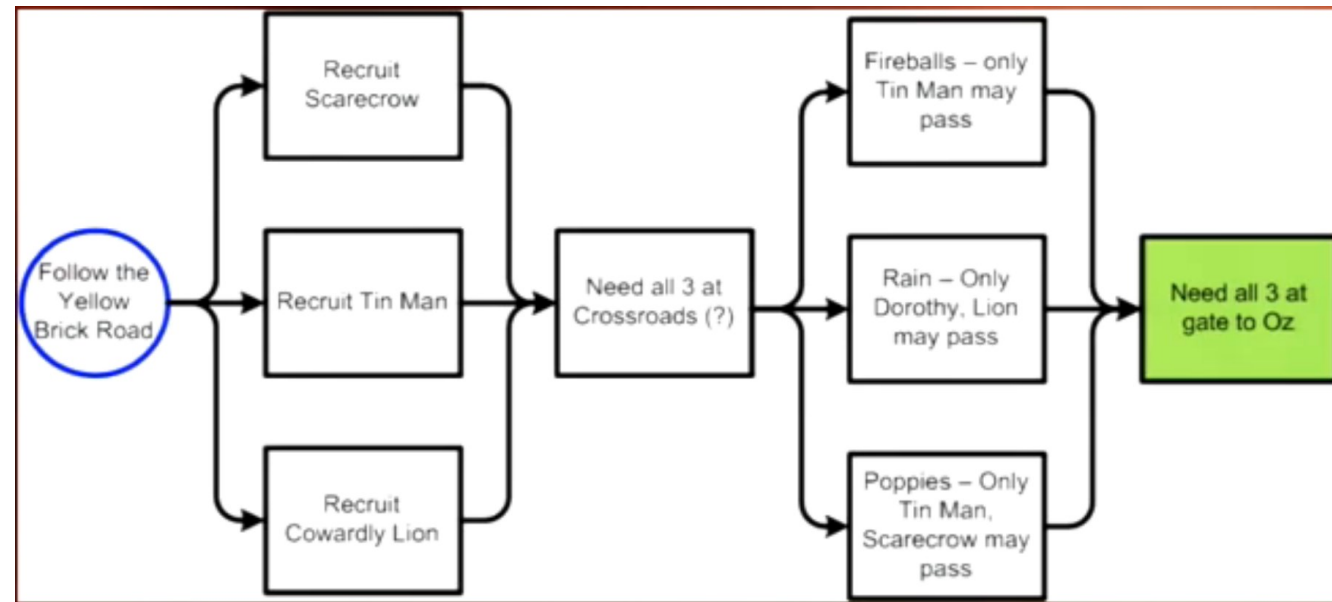 Follow the
Yellow
Brick Road
Recruit
Scarecrow
Recruit Tin Man
Recruit
Cowardly Lion
Need all 3 at
Crossroads (?)
Fireballs – only
Tin Man may
pass
Rain – Only
Dorothy, Lion
may pass
Poppies – Only
Tin Man,
Scarecrow may
pass
Need all 3 at
gate to Oz